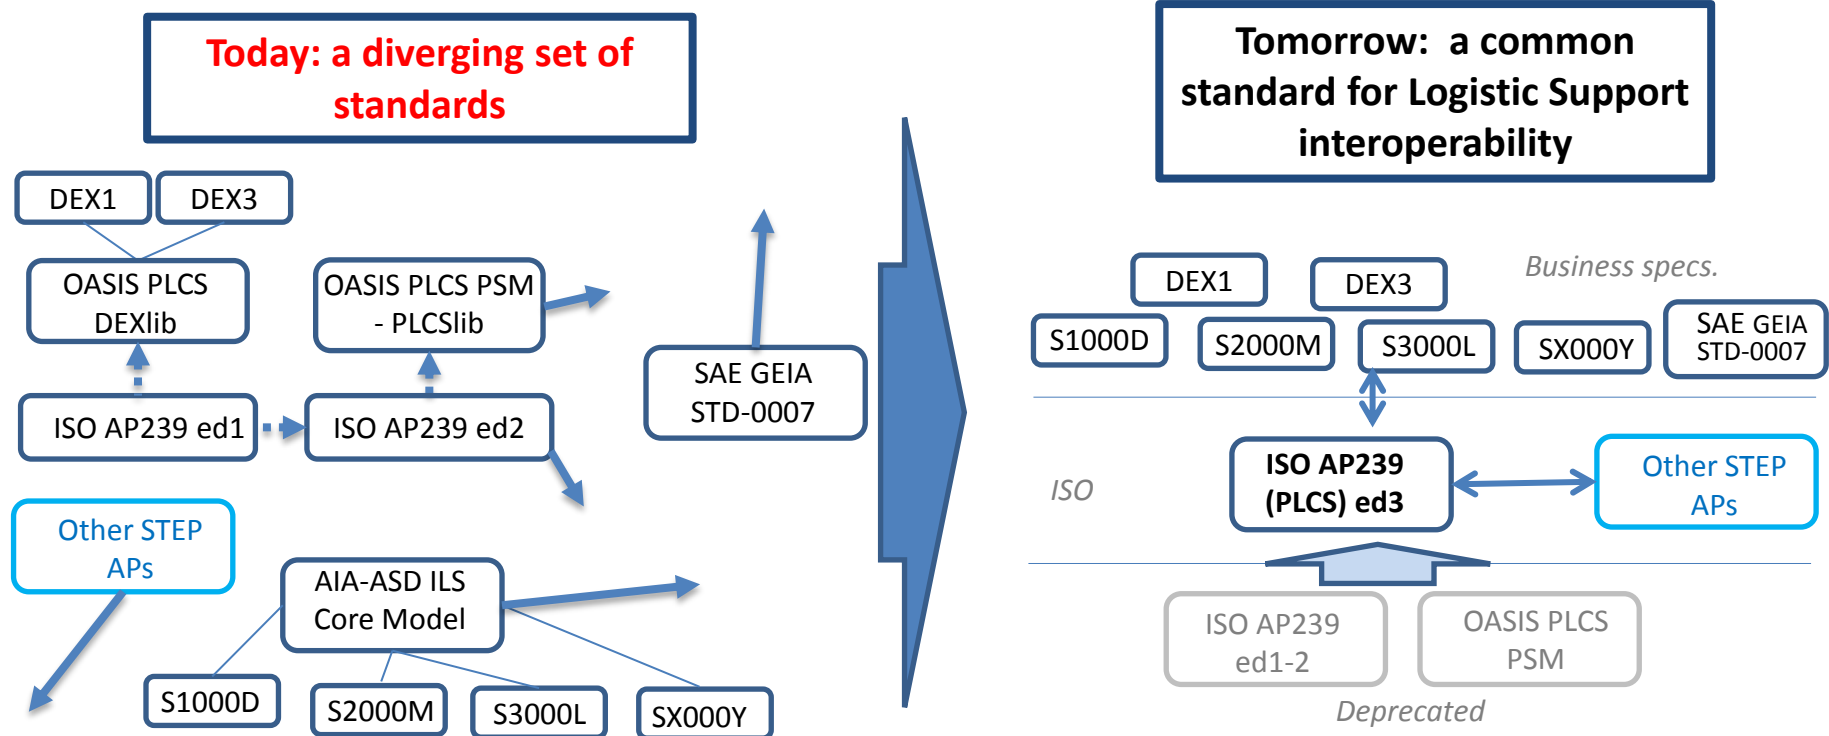 Today: a diverging set of
standards
DEX1
DEX3
OASIS PLCS
DEXlib
OASIS PLCS PSM
- PLCSlib
SAE GEIA
STD-0007
ISO AP239 ed1
ISO AP239 ed2
Other STEP
APs
AIA-ASD ILS
Core Model
S1000D
S2000M
S3000L
SX000Y
Tomorrow: a common
standard for Logistic Support
interoperability
Business specs.
DEX1
DEX3
S1000D
S2000M
S3000L
SX000Y
SAE GEIA
STD-0007
ISO
ISO AP239
(PLCS) ed3
Other STEP
APs
ISO AP239
ed1-2
OASIS PLCS
PSM
Deprecated